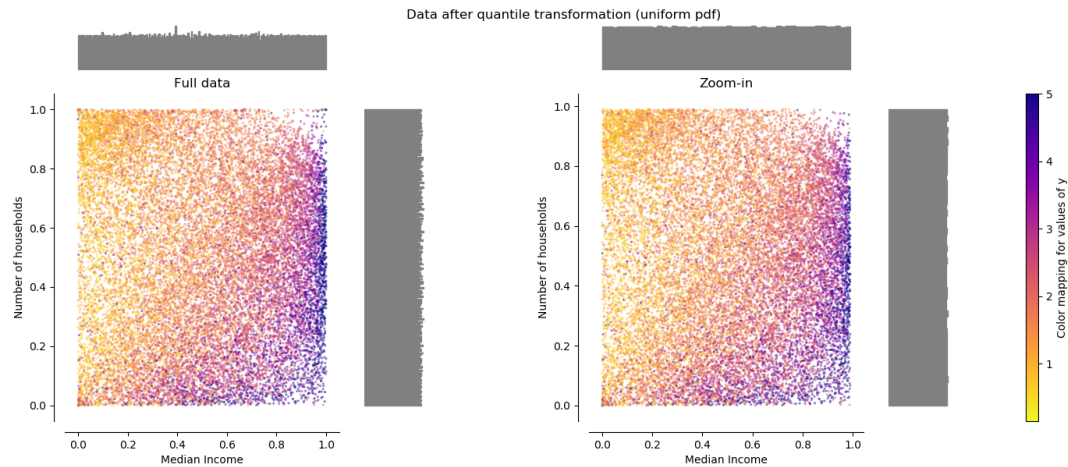 Data after quantile transformation (uniform pdf)
Full data
1.0
0.8
0.6
0.4
0.2
0.0
Number of households
0.0 0.2 0.4 0.6 0.8 1.0
Median Income
Zoom-in
1.0
0.8
0.6
0.4
0.2
0.0
Number of households
0.0 0.2 0.4 0.6 0.8 1.0
Median Income
5
4
3
2
1
Color mapping for values of y